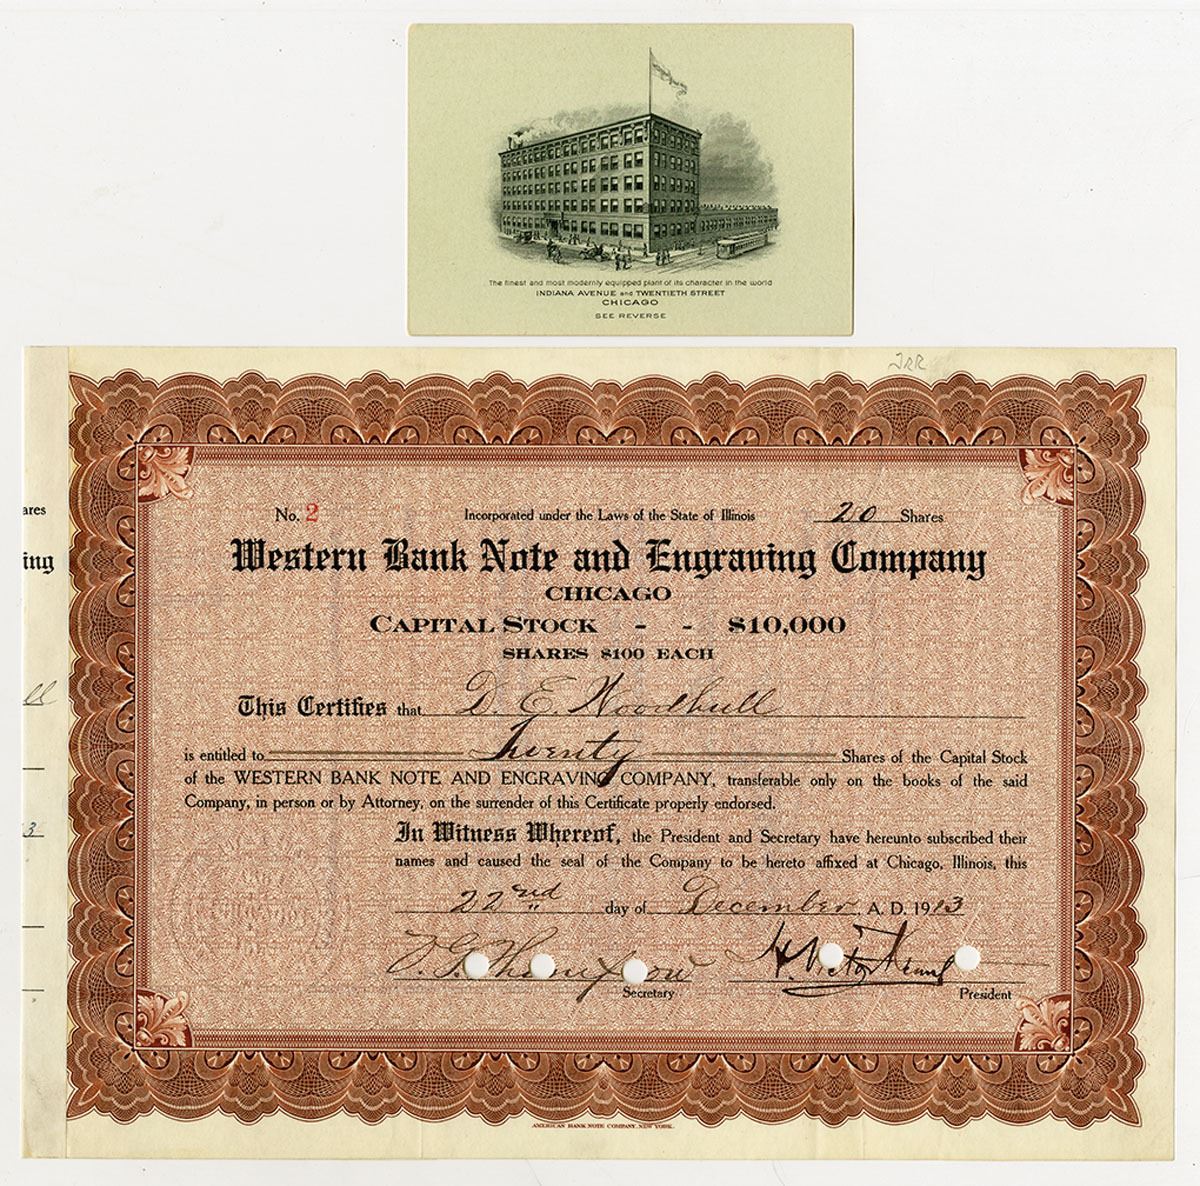 The finest and most modernly equipped plant of its character in the world
INDIANA AVENUE and TWENTIETH STREET
CHICAGO
SEE REVERSE
JRR
ares
ing
ll
3
No. 2 Incorporated under the Laws of the State of Illinois 20 Shares
Western Bank Note and Engraving Company
CHICAGO
CAPITAL STOCK - - $10,000
SHARES $100 EACH
This Certifies that D. E. Woodhull
is entitled to Twenty Shares of the Capital Stock
of the WESTERN BANK NOTE AND ENGRAVING COMPANY, transferable only on the books of the said
Company, in person or by Attorney, on the surrender of this Certificate properly endorsed.
In Witness Whereof, the President and Secretary have hereunto subscribed their
names and caused the seal of the Company to be hereto affixed at Chicago, Illinois, this
22nd day of December A. D. 1913
Secretary
President
AMERICAN BANK NOTE COMPANY, NEW YORK.